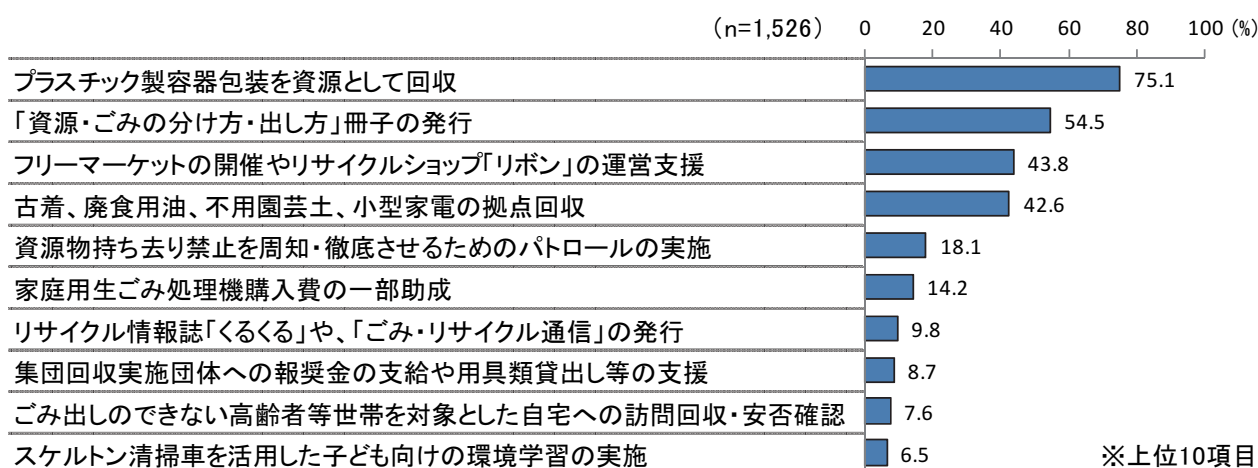 （n=1,526） 0 20 40 60 80 100 (%)
プラスチック製容器包装を資源として回収 75.1
「資源・ごみの分け方・出し方」冊子の発行 54.5
フリーマーケットの開催やリサイクルショップ「リボン」の運営支援 43.8
古着、廃食用油、不用園芸土、小型家電の拠点回収 42.6
資源物持ち去り禁止を周知・徹底させるためのパトロールの実施 18.1
家庭用生ごみ処理機購入費の一部助成 14.2
リサイクル情報誌「くるくる」や、「ごみ・リサイクル通信」の発行 9.8
集団回収実施団体への報奨金の支給や用具類貸出し等の支援 8.7
ごみ出しのできない高齢者等世帯を対象とした自宅への訪問回収・安否確認 7.6
スケルトン清掃車を活用した子ども向けの環境学習の実施 6.5 ※上位10項目